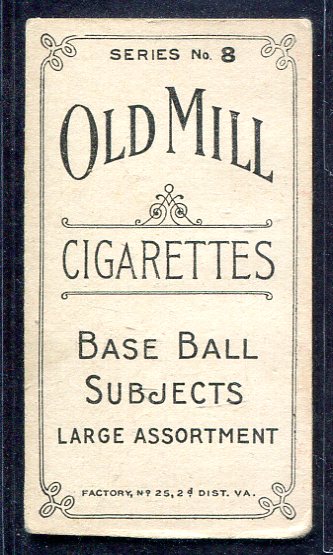 SERIES No. 8
OLD MILL
CIGARETTES
BASE BALL
SUBJECTS
LARGE ASSORTMENT
FACTORY, Nº 25, 2d DIST. VA.